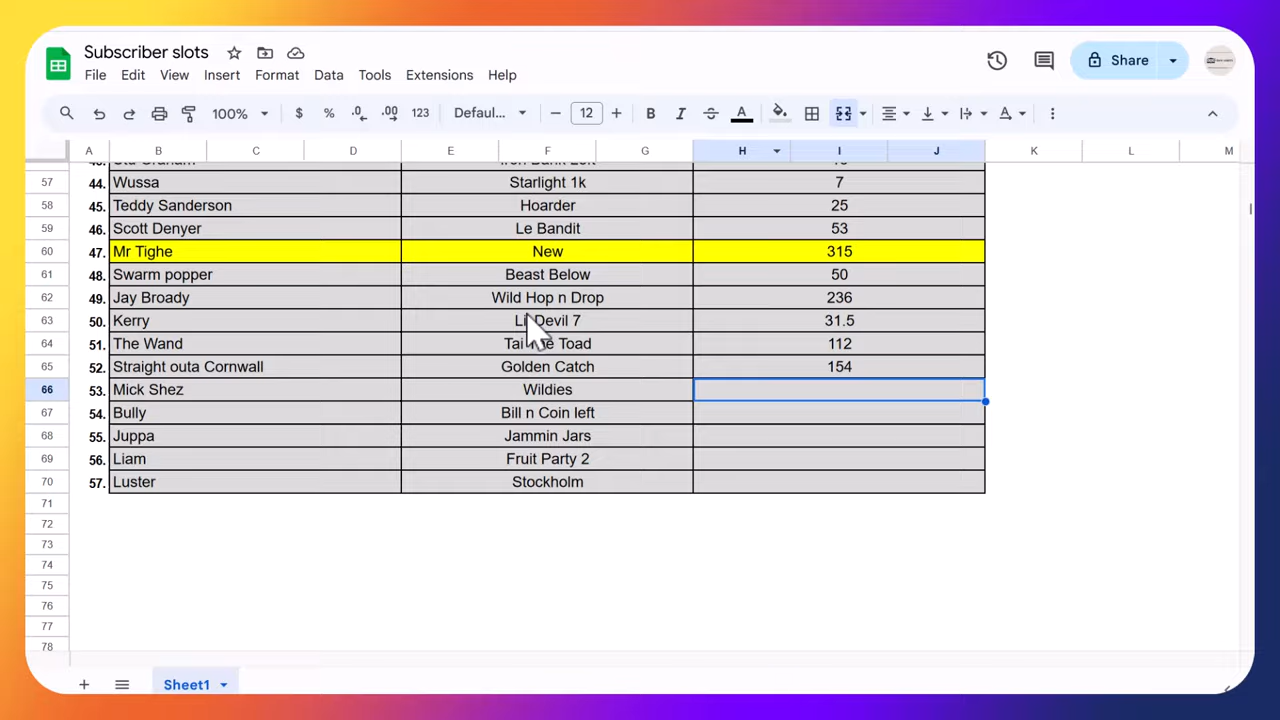 Subscriber slots
File Edit View Insert Format Data Tools Extensions Help
Share
100% $ % .0 .00 123 Defaul... − 12 + B I A
A B C D E F G H I J K L M
57 44. Wussa Starlight 1k 7
58 45. Teddy Sanderson Hoarder 25
59 46. Scott Denyer Le Bandit 53
60 47. Mr Tighe New 315
61 48. Swarm popper Beast Below 50
62 49. Jay Broady Wild Hop n Drop 236
63 50. Kerry Devil 7 31.5
64 51. The Wand Toad 112
65 52. Straight outa Cornwall Golden Catch 154
66 53. Mick Shez Wildies
67 54. Bully Bill n Coin left
68 55. Juppa Jammin Jars
69 56. Liam Fruit Party 2
70 57. Luster Stockholm
71
72
73
74
75
76
77
78
+ Sheet1